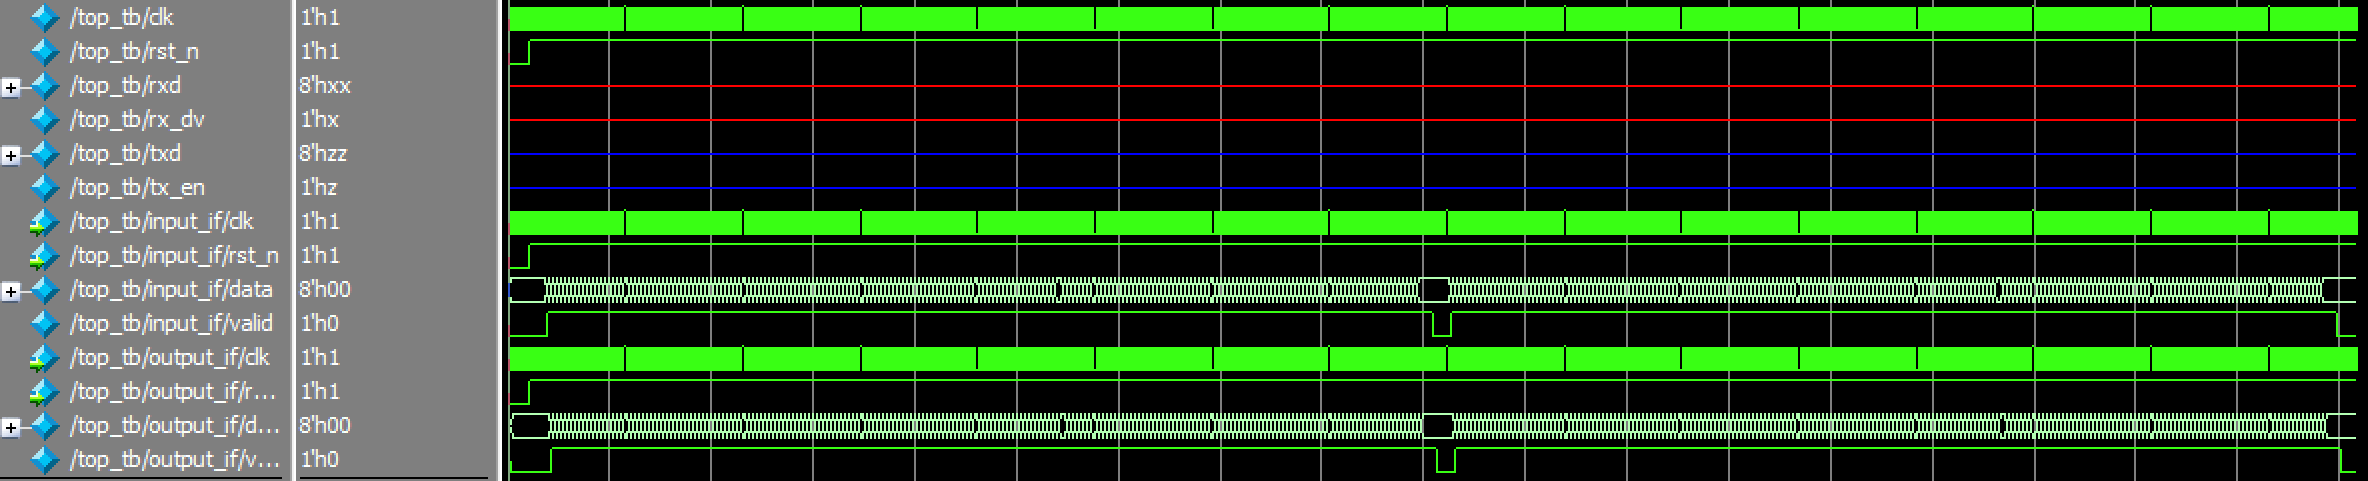 /top_tb/clk 1'h1
/top_tb/rst_n 1'h1
/top_tb/rxd 8'hxx
/top_tb/rx_dv 1'hx
/top_tb/txd 8'hzz
/top_tb/tx_en 1'hz
/top_tb/input_if/clk 1'h1
/top_tb/input_if/rst_n 1'h1
/top_tb/input_if/data 8'h00
/top_tb/input_if/valid 1'h0
/top_tb/output_if/clk 1'h1
/top_tb/output_if/r... 1'h1
/top_tb/output_if/d... 8'h00
/top_tb/output_if/v... 1'h0